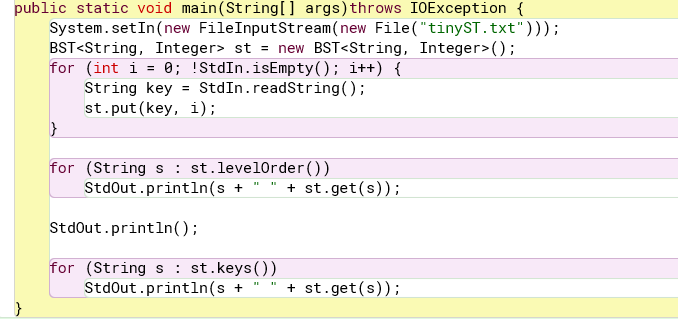 public static void main(String[] args)throws IOException {
    System.setIn(new FileInputStream(new File("tinyST.txt")));
    BST<String, Integer> st = new BST<String, Integer>();
    for (int i = 0; !StdIn.isEmpty(); i++) {
        String key = StdIn.readString();
        st.put(key, i);
    }
    for (String s : st.levelOrder())
        StdOut.println(s + " " + st.get(s));
    StdOut.println();
    for (String s : st.keys())
        StdOut.println(s + " " + st.get(s));
}